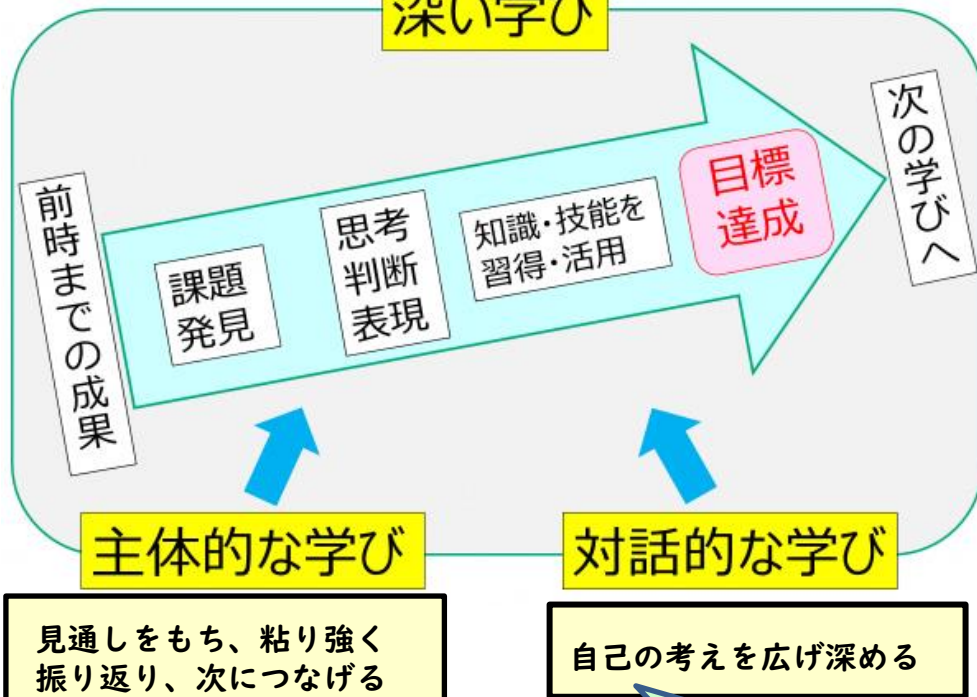 深い学び
前時までの成果
課題
発見
思考
判断
表現
知識・技能を
習得・活用
目標
達成
次の学びへ
主体的な学び
対話的な学び
見通しをもち、粘り強く
振り返り、次につなげる
自己の考えを広げ深める